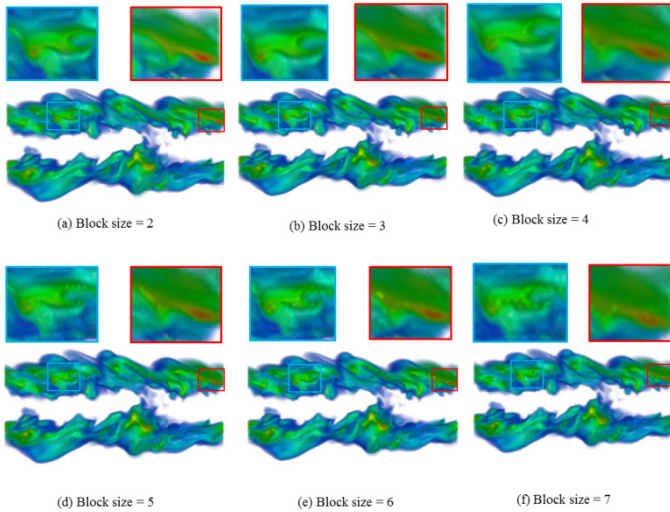 (a) Block size = 2
(b) Block size = 3
(c) Block size = 4
(d) Block size = 5
(e) Block size = 6
(f) Block size = 7